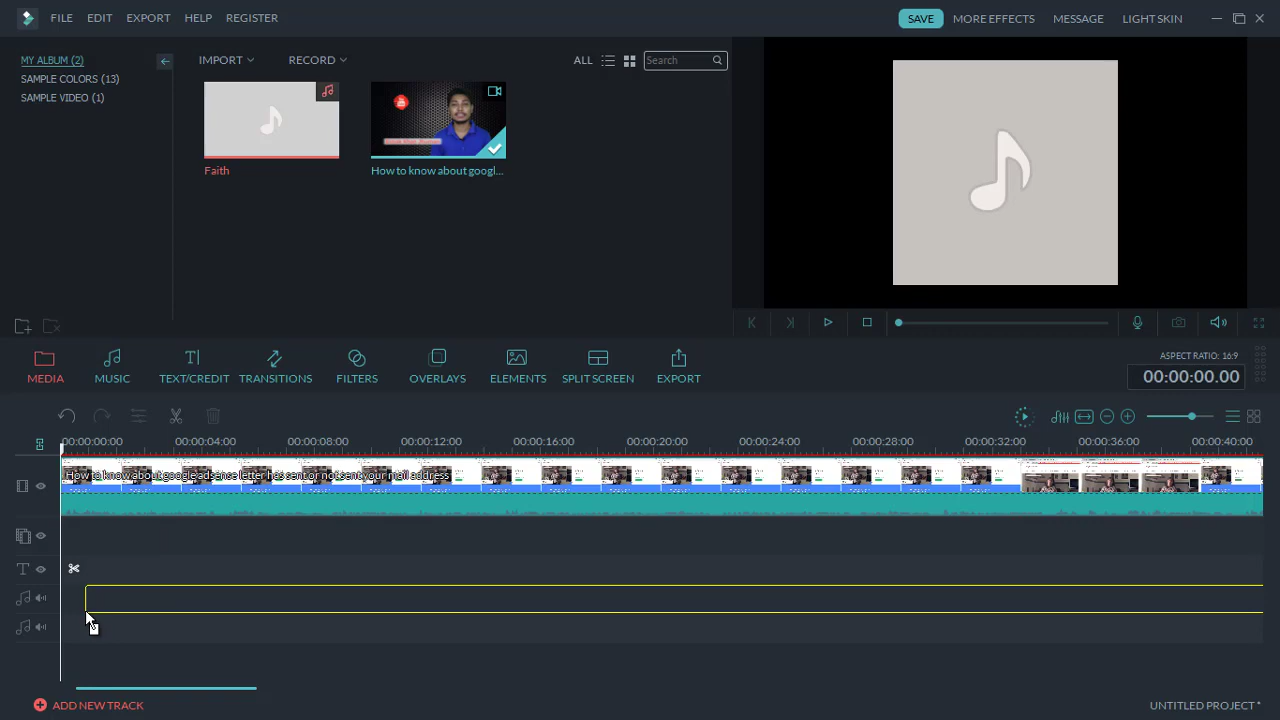 FILE EDIT EXPORT HELP REGISTER SAVE MORE EFFECTS MESSAGE LIGHT SKIN
MY ALBUM (2)
SAMPLE COLORS (13)
SAMPLE VIDEO (1)
IMPORT RECORD ALL Search
Faith How to know about googl...
MEDIA MUSIC TEXT/CREDIT TRANSITIONS FILTERS OVERLAYS ELEMENTS SPLIT SCREEN EXPORT
ASPECT RATIO: 16:9
00:00:00.00
00:00:00:00 00:00:04:00 00:00:08:00 00:00:12:00 00:00:16:00 00:00:20:00 00:00:24:00 00:00:28:00 00:00:32:00 00:00:36:00 00:00:40:00
How to know about google adsense letter has sent or not sent your mail address
ADD NEW TRACK UNTITLED PROJECT *